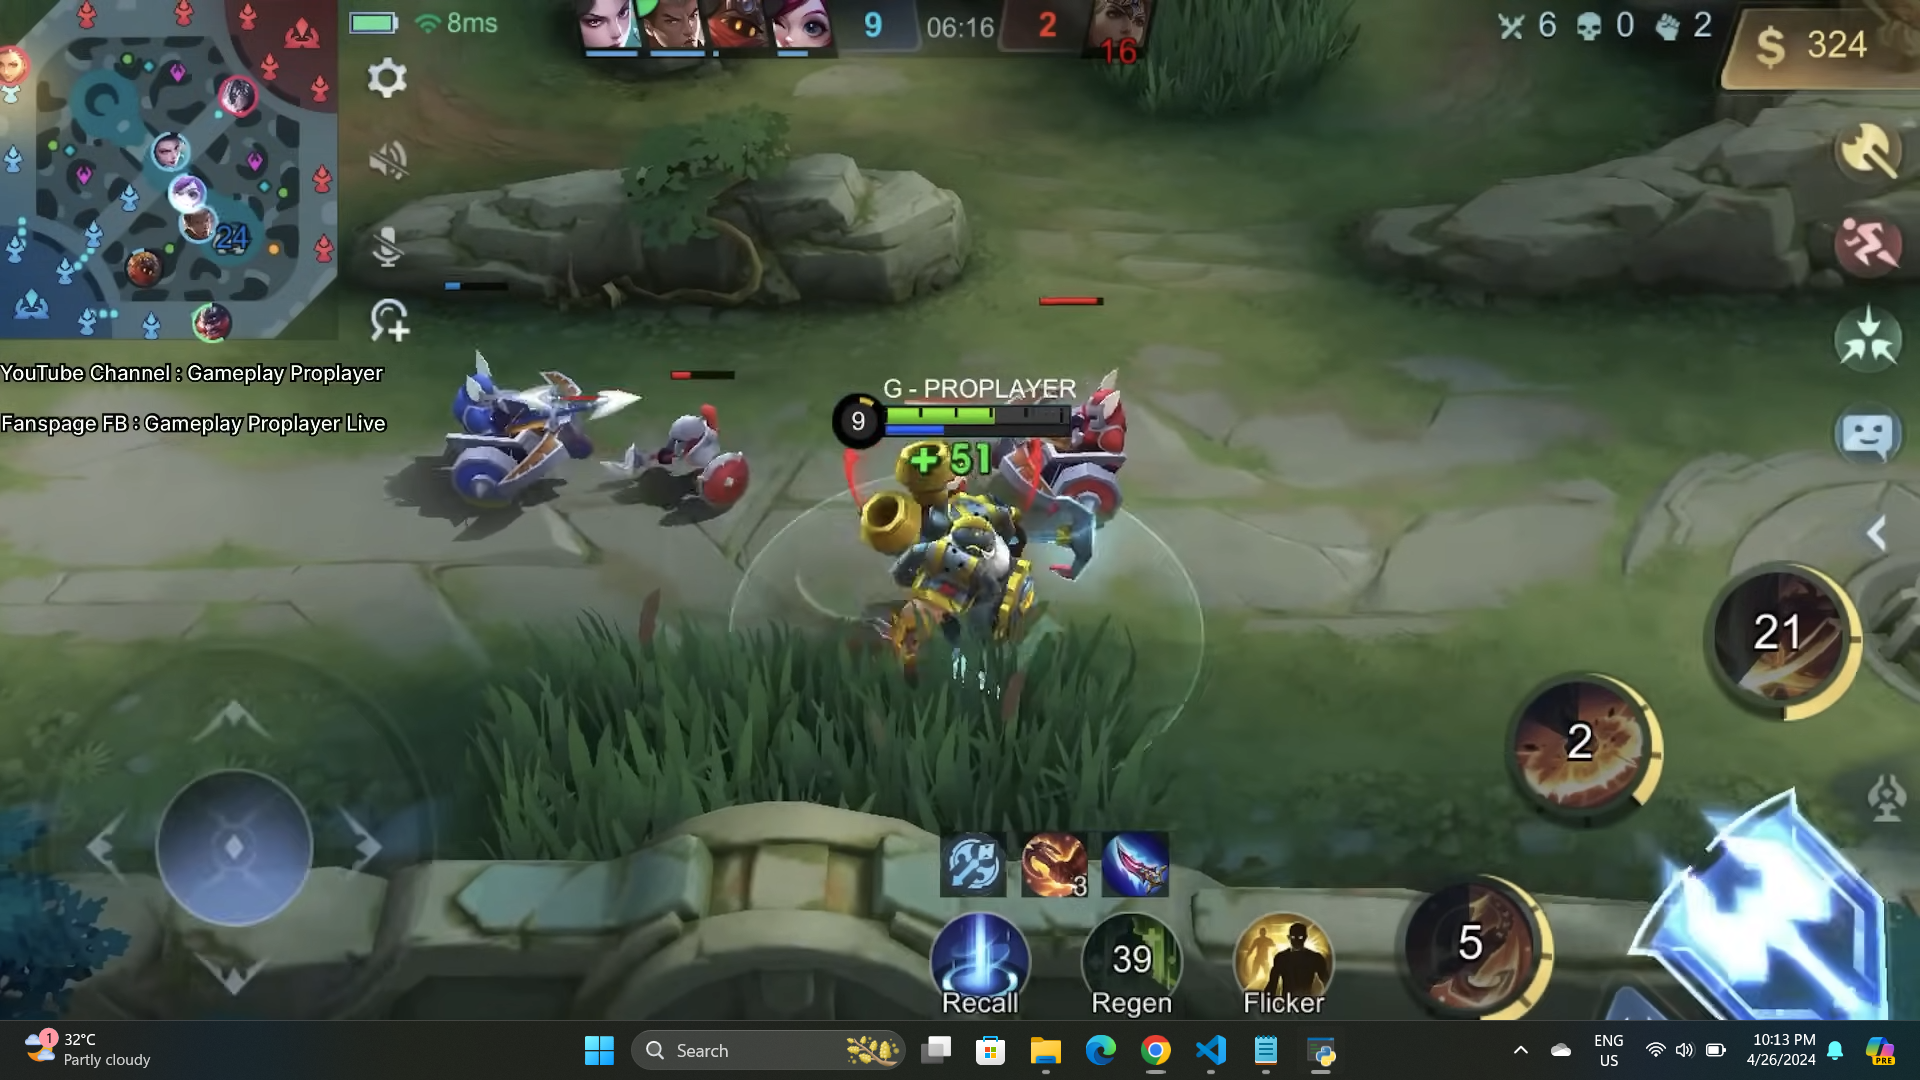 8ms
9
06:16
2
16
6
0
2
$ 324
24
YouTube Channel : Gameplay Proplayer
Fanspage FB : Gameplay Proplayer Live
G - PROPLAYER
9
+ 51
21
2
3
5
39
Recall
Regen
Flicker
1
32°C
Partly cloudy
Search
ENG
US
10:13 PM
4/26/2024
PRE